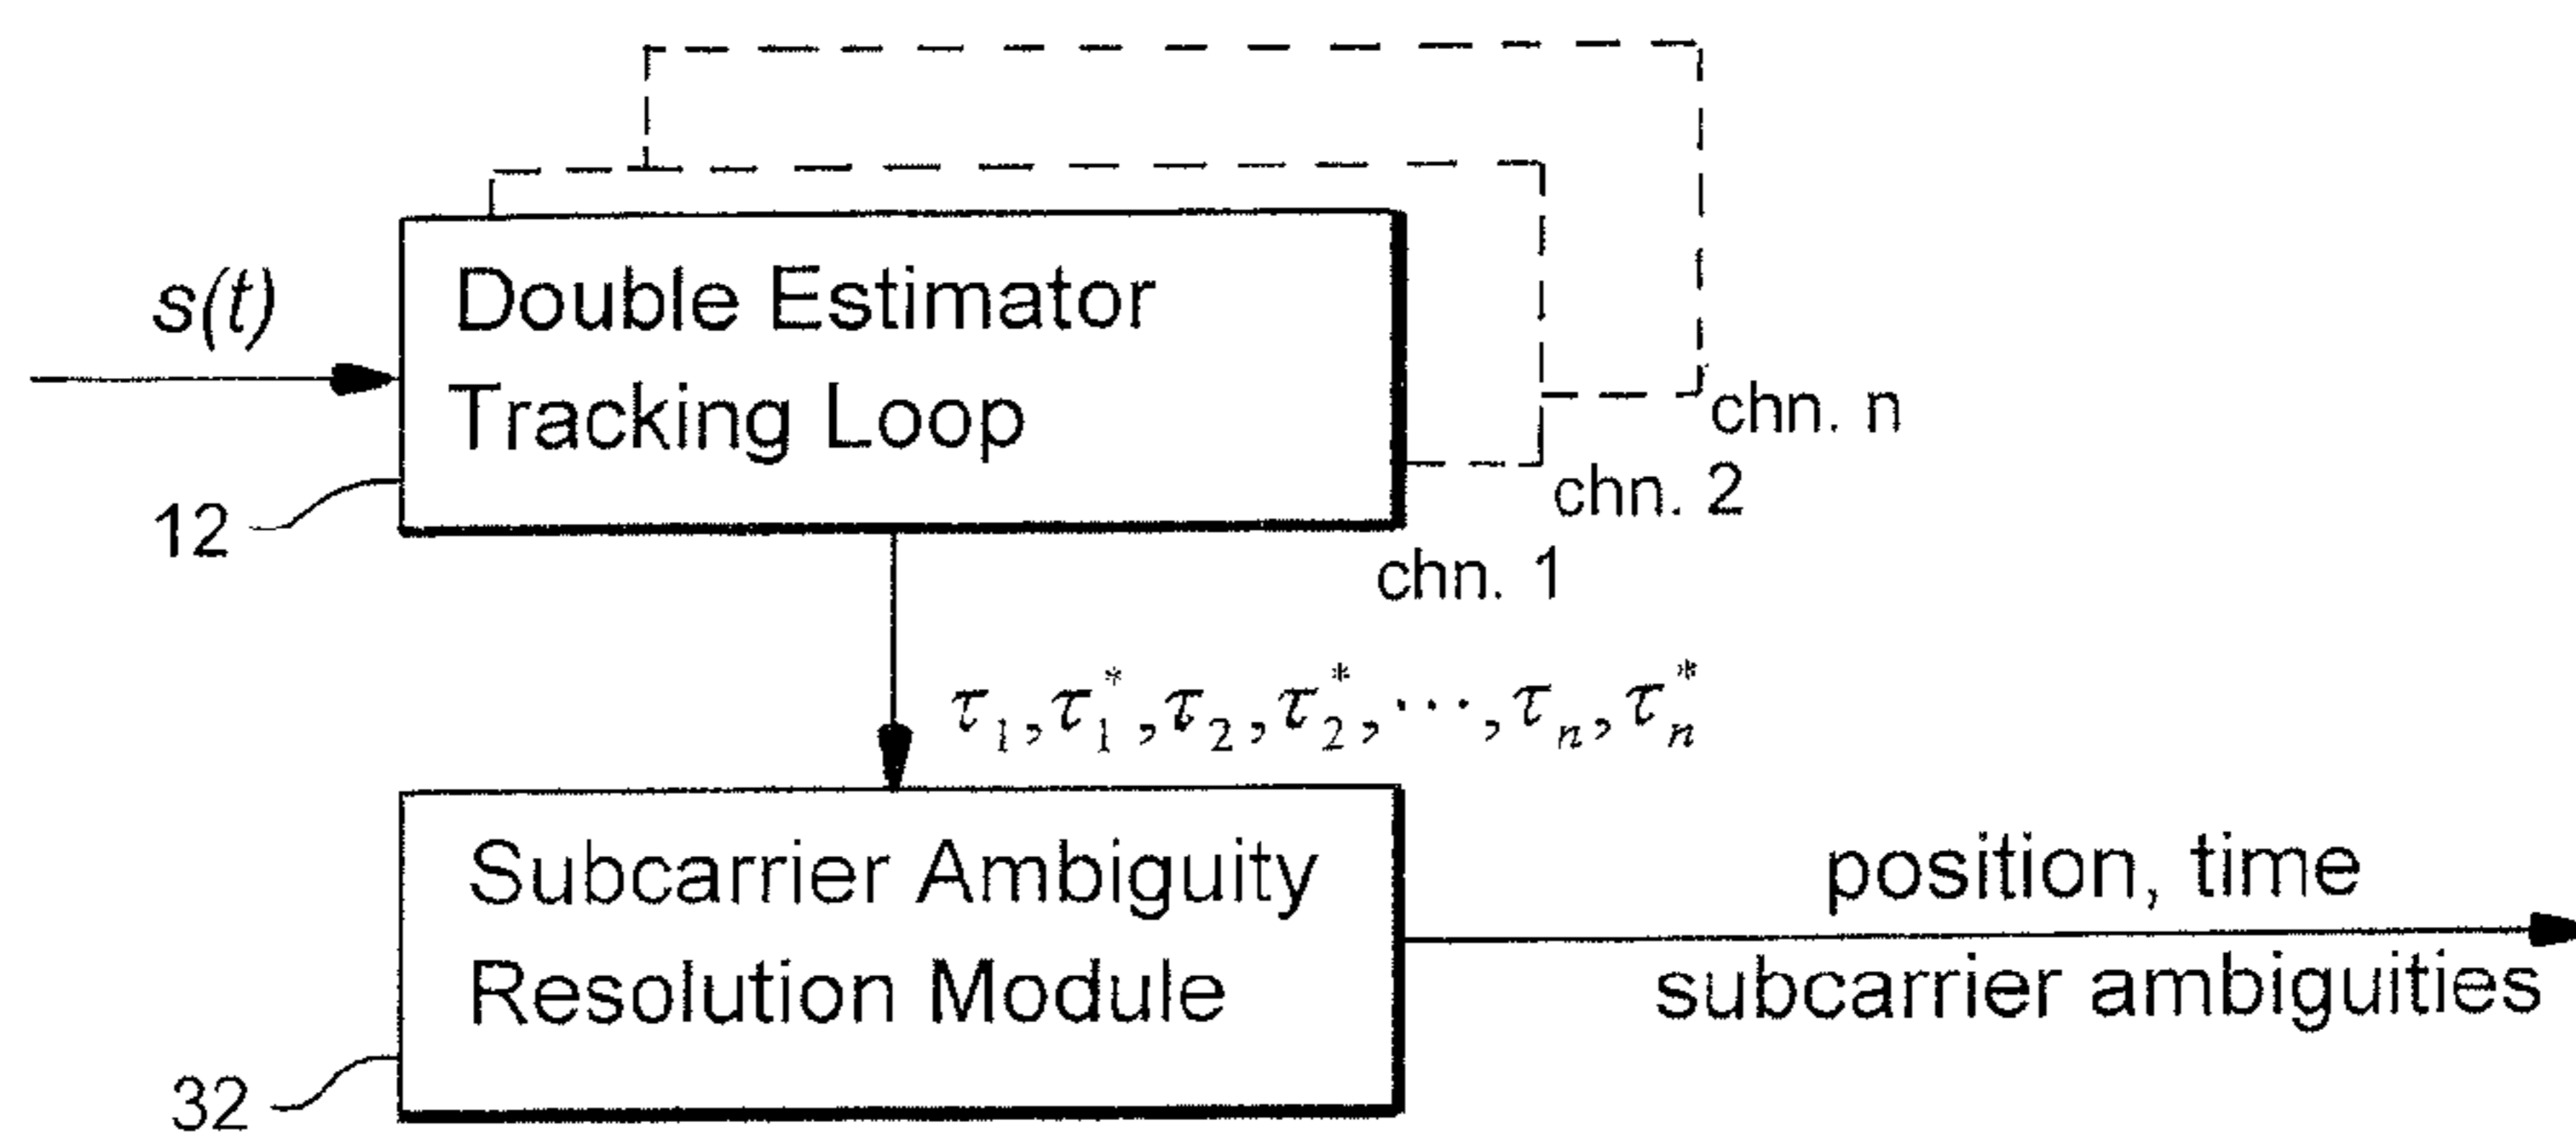 s(t)
Double Estimator
Tracking Loop
12
chn. n
chn. 2
chn. 1
τ₁,τ₁*,τ₂,τ₂*,⋯,τₙ,τₙ*
Subcarrier Ambiguity
Resolution Module
32
position, time
subcarrier ambiguities